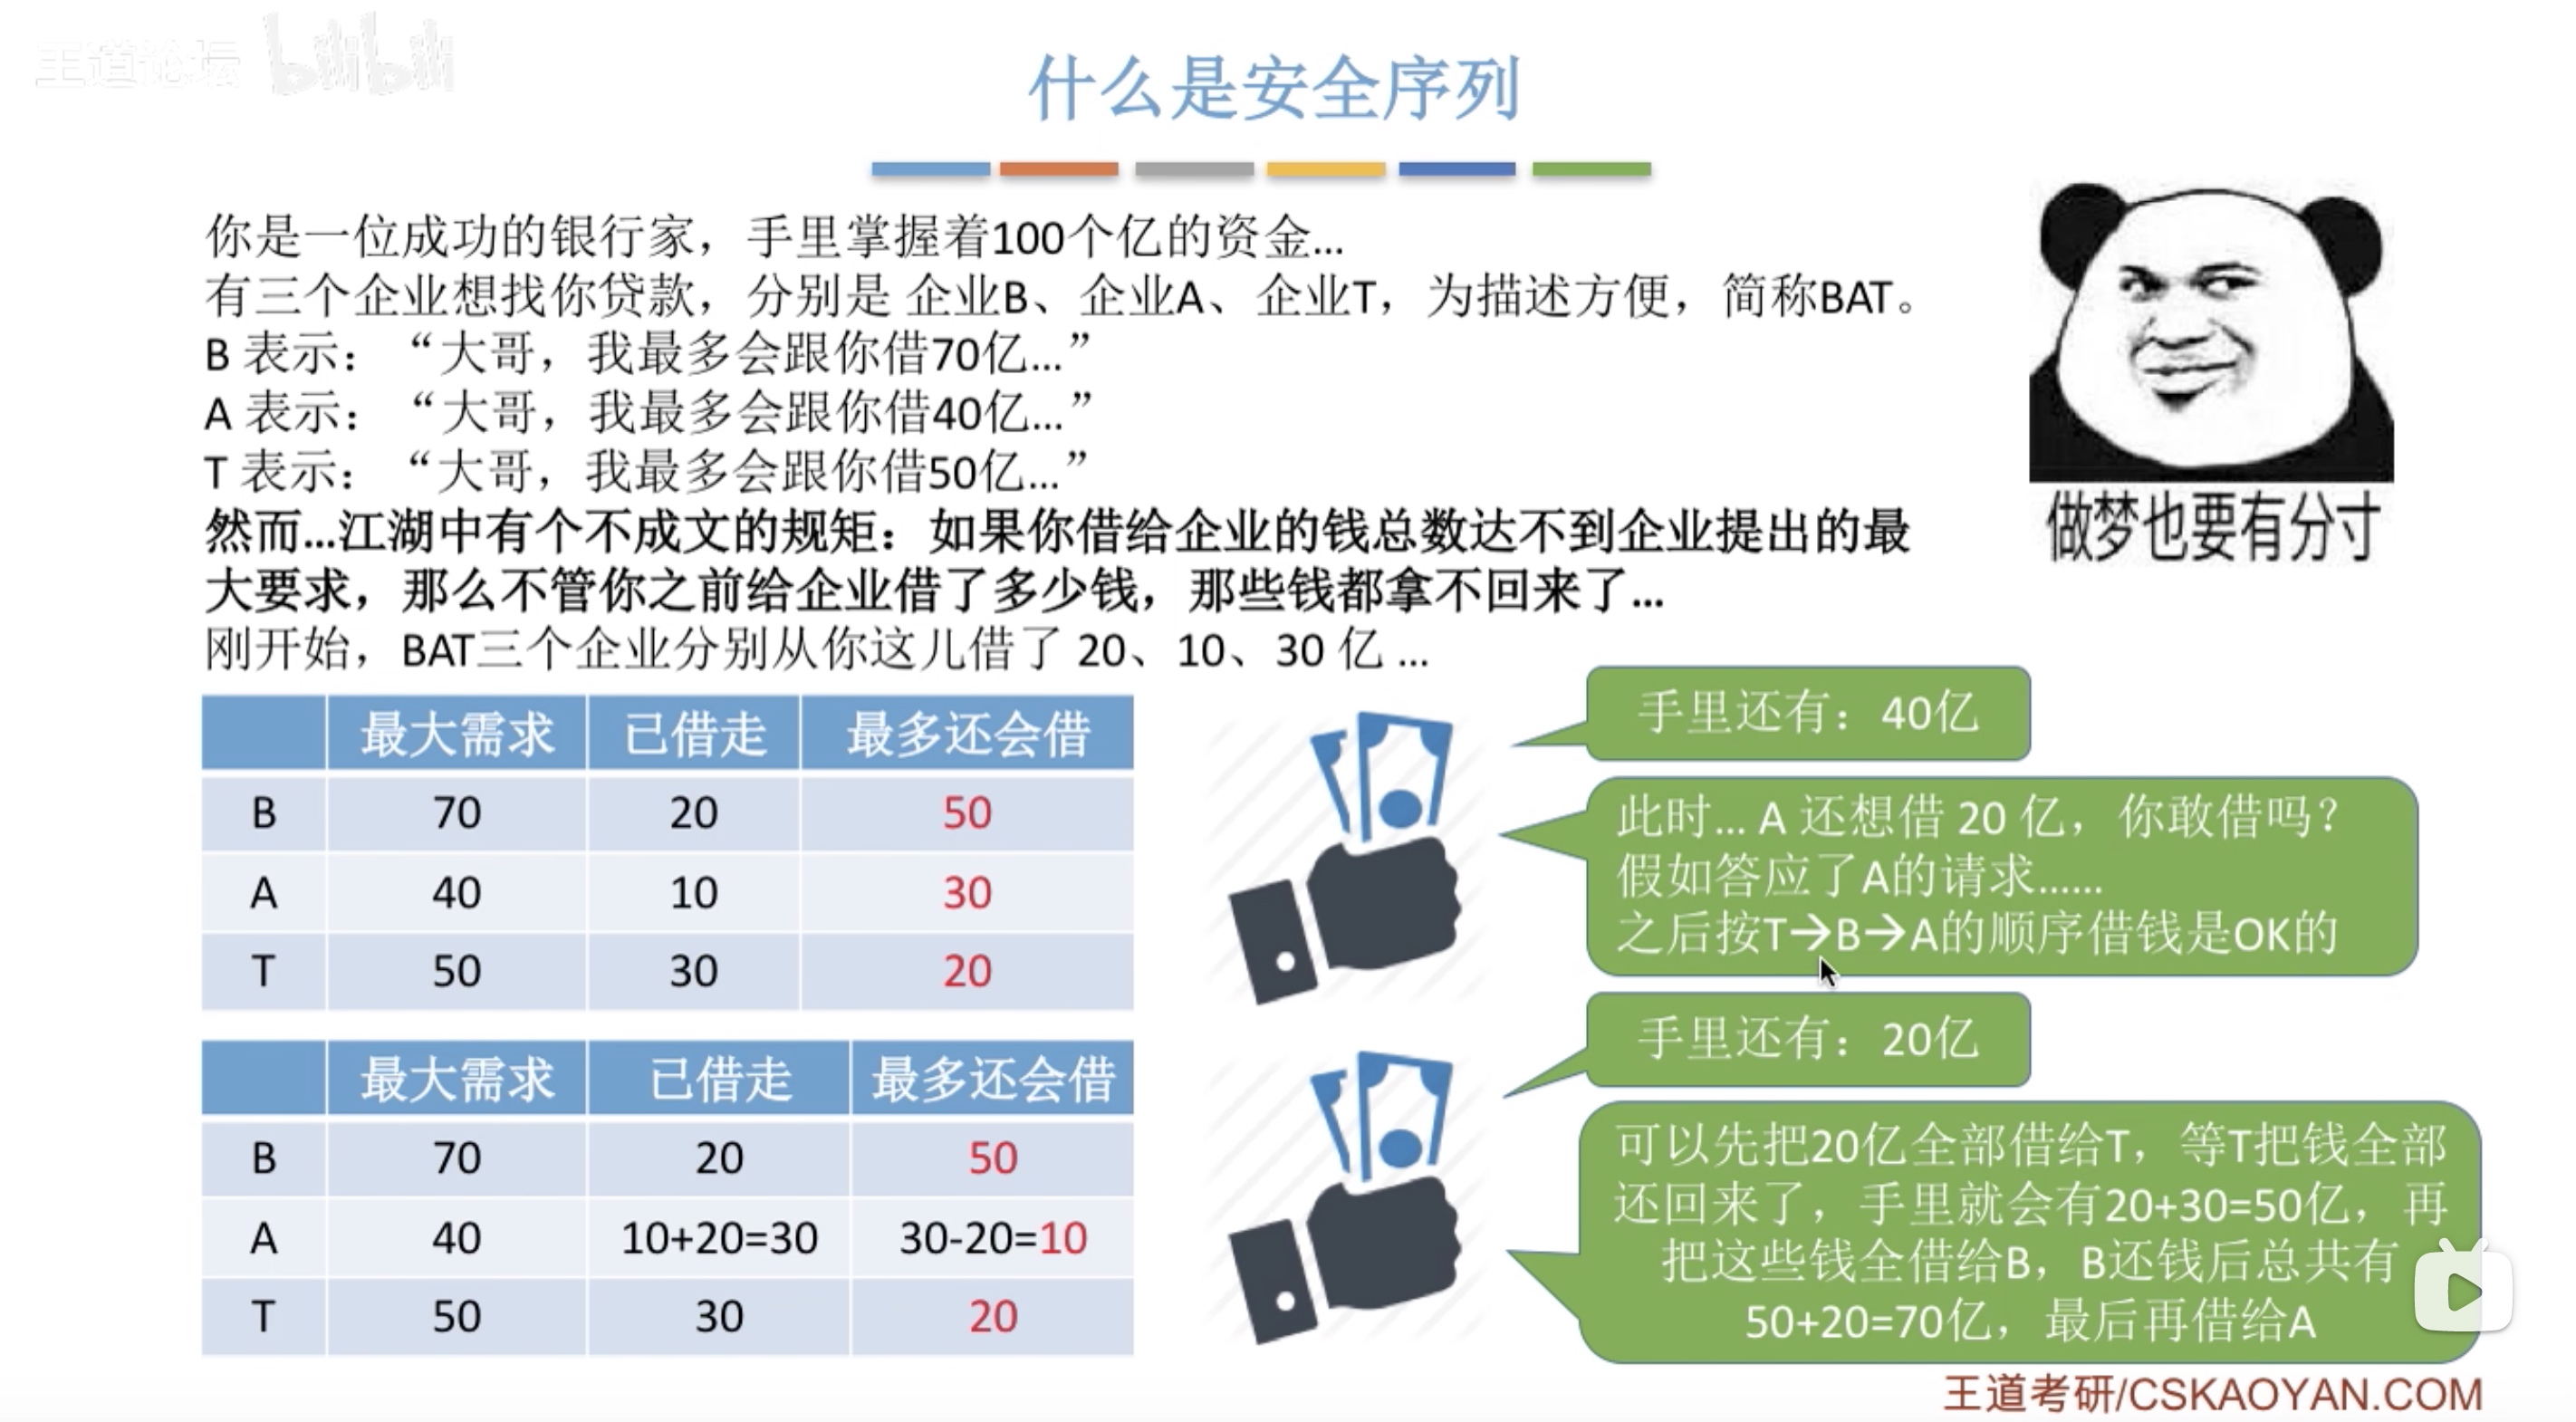 王道论坛 bilibili
什么是安全序列
你是一位成功的银行家，手里掌握着100个亿的资金...
有三个企业想找你贷款，分别是 企业B、企业A、企业T，为描述方便，简称BAT。
B 表示：“大哥，我最多会跟你借70亿...”
A 表示：“大哥，我最多会跟你借40亿...”
T 表示：“大哥，我最多会跟你借50亿...”
然而...江湖中有个不成文的规矩：如果你借给企业的钱总数达不到企业提出的最
大要求，那么不管你之前给企业借了多少钱，那些钱都拿不回来了...
刚开始，BAT三个企业分别从你这儿借了 20、10、30 亿 ...
做梦也要有分寸
最大需求 已借走 最多还会借
B 70 20 50
A 40 10 30
T 50 30 20
手里还有：40亿
此时... A 还想借 20 亿，你敢借吗？
假如答应了A的请求......
之后按T→B→A的顺序借钱是OK的
最大需求 已借走 最多还会借
B 70 20 50
A 40 10+20=30 30-20=10
T 50 30 20
手里还有：20亿
可以先把20亿全部借给T，等T把钱全部
还回来了，手里就会有20+30=50亿，再
把这些钱全借给B，B还钱后总共有
50+20=70亿，最后再借给A
王道考研/CSKAOYAN.COM